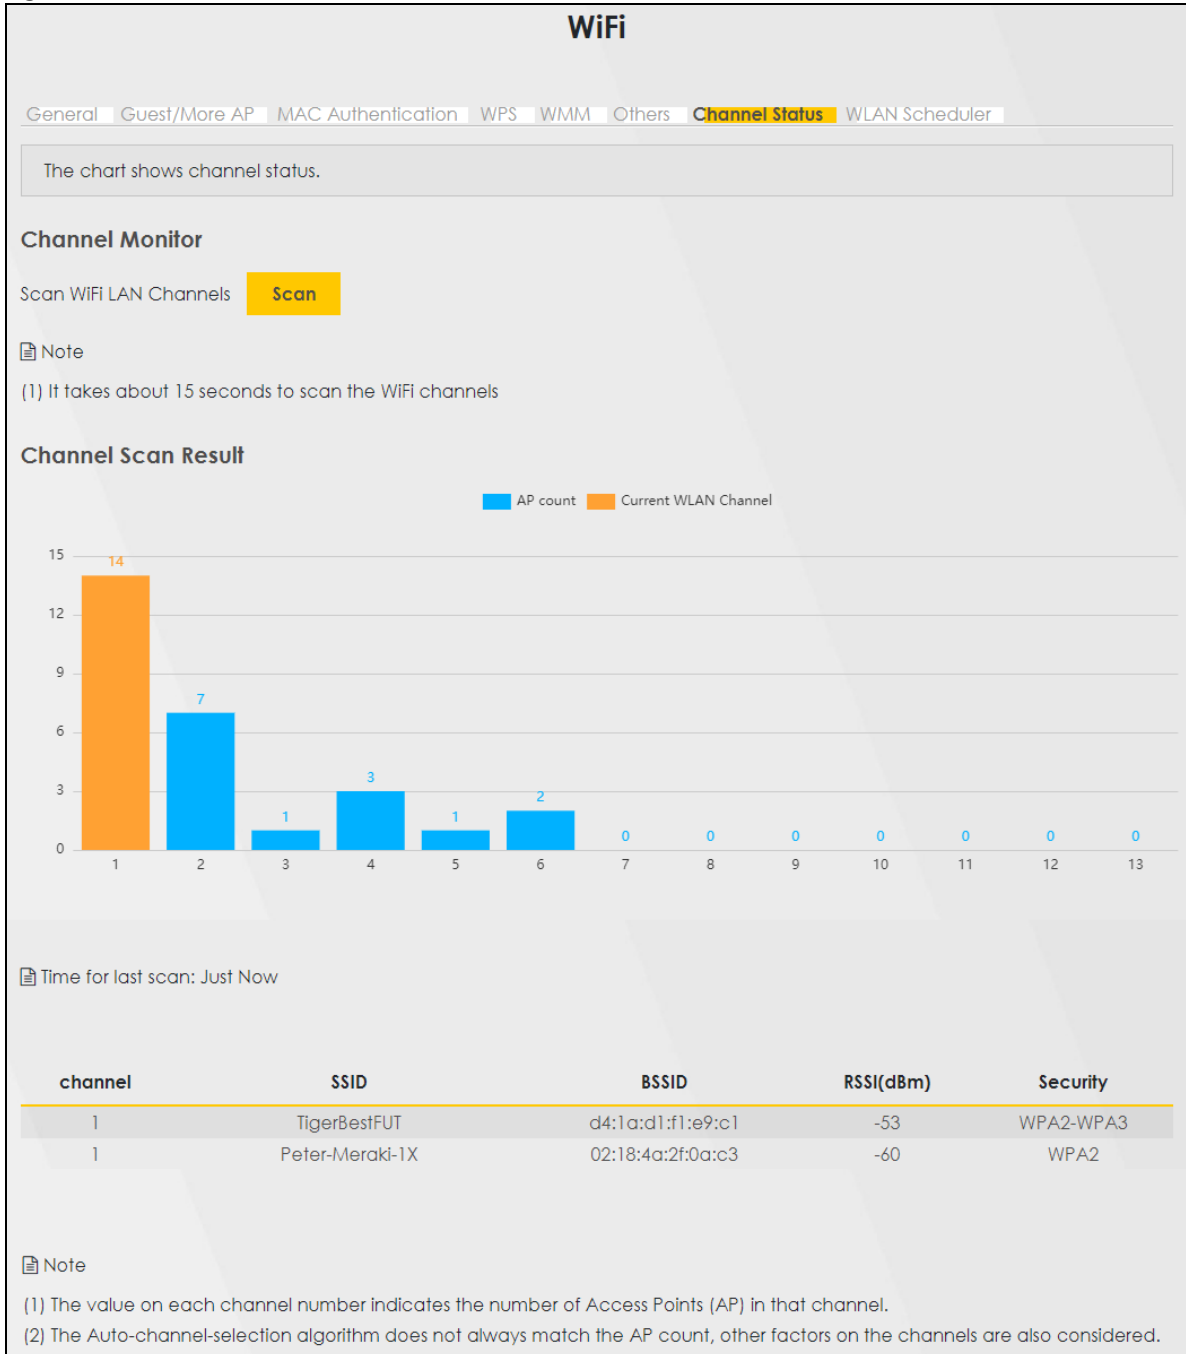 WiFi
General Guest/More AP MAC Authentication WPS WMM Others Channel Status WLAN Scheduler
The chart shows channel status.
Channel Monitor
Scan WiFi LAN Channels Scan
Note
(1) It takes about 15 seconds to scan the WiFi channels
Channel Scan Result
AP count Current WLAN Channel
15
14
12
9
7
6
3
3
2
1
1
0 0 0 0 0 0 0
0
1 2 3 4 5 6 7 8 9 10 11 12 13
Time for last scan: Just Now
channel SSID BSSID RSSI(dBm) Security
1 TigerBestFUT d4:1a:d1:f1:e9:c1 -53 WPA2-WPA3
1 Peter-Meraki-1X 02:18:4a:2f:0a:c3 -60 WPA2
Note
(1) The value on each channel number indicates the number of Access Points (AP) in that channel.
(2) The Auto-channel-selection algorithm does not always match the AP count, other factors on the channels are also considered.